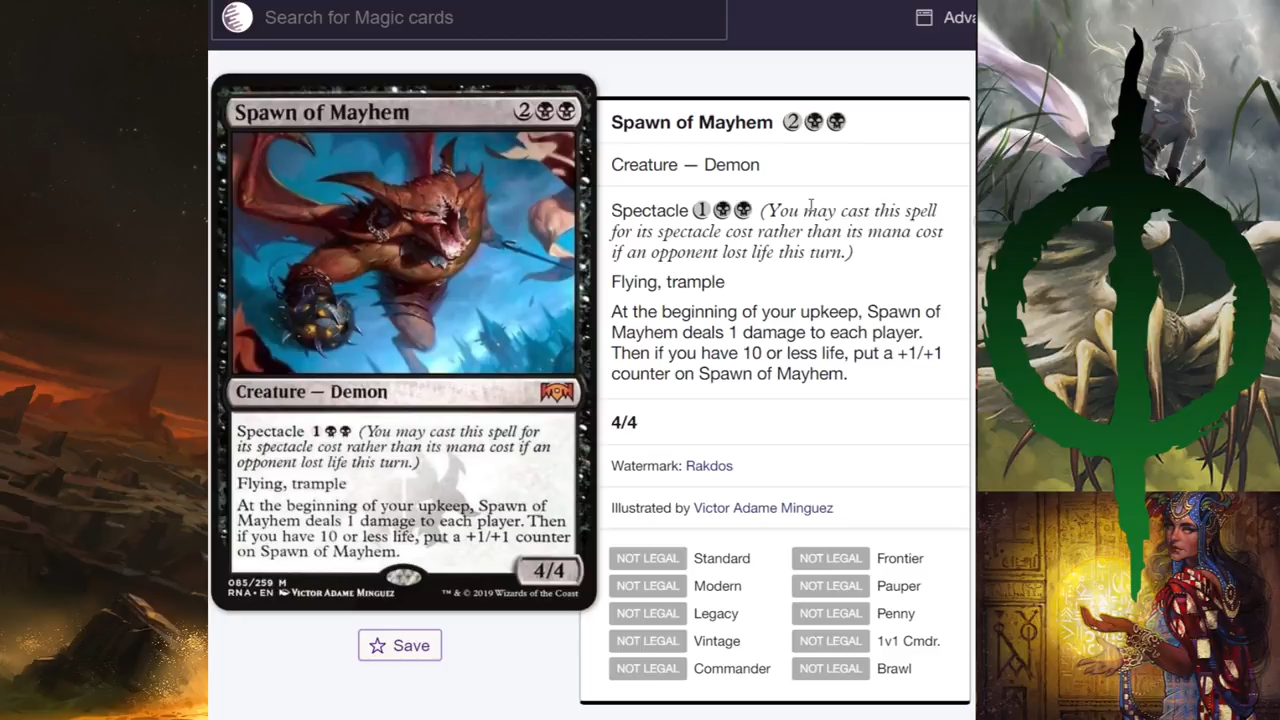 Search for Magic cards
Adva
Spawn of Mayhem 2
Creature — Demon
Spectacle 1 (You may cast this spell for
its spectacle cost rather than its mana cost if an
opponent lost life this turn.)
Flying, trample
At the beginning of your upkeep, Spawn of
Mayhem deals 1 damage to each player. Then
if you have 10 or less life, put a +1/+1 counter
on Spawn of Mayhem.
4/4
085/259 M
RNA • EN Victor Adame Minguez
™ & © 2019 Wizards of the Coast
Save
Spawn of Mayhem 2
Creature — Demon
Spectacle 1 (You may cast this spell
for its spectacle cost rather than its mana cost
if an opponent lost life this turn.)
Flying, trample
At the beginning of your upkeep, Spawn of
Mayhem deals 1 damage to each player.
Then if you have 10 or less life, put a +1/+1
counter on Spawn of Mayhem.
4/4
Watermark: Rakdos
Illustrated by Victor Adame Minguez
NOT LEGAL Standard NOT LEGAL Frontier
NOT LEGAL Modern NOT LEGAL Pauper
NOT LEGAL Legacy NOT LEGAL Penny
NOT LEGAL Vintage NOT LEGAL 1v1 Cmdr.
NOT LEGAL Commander NOT LEGAL Brawl